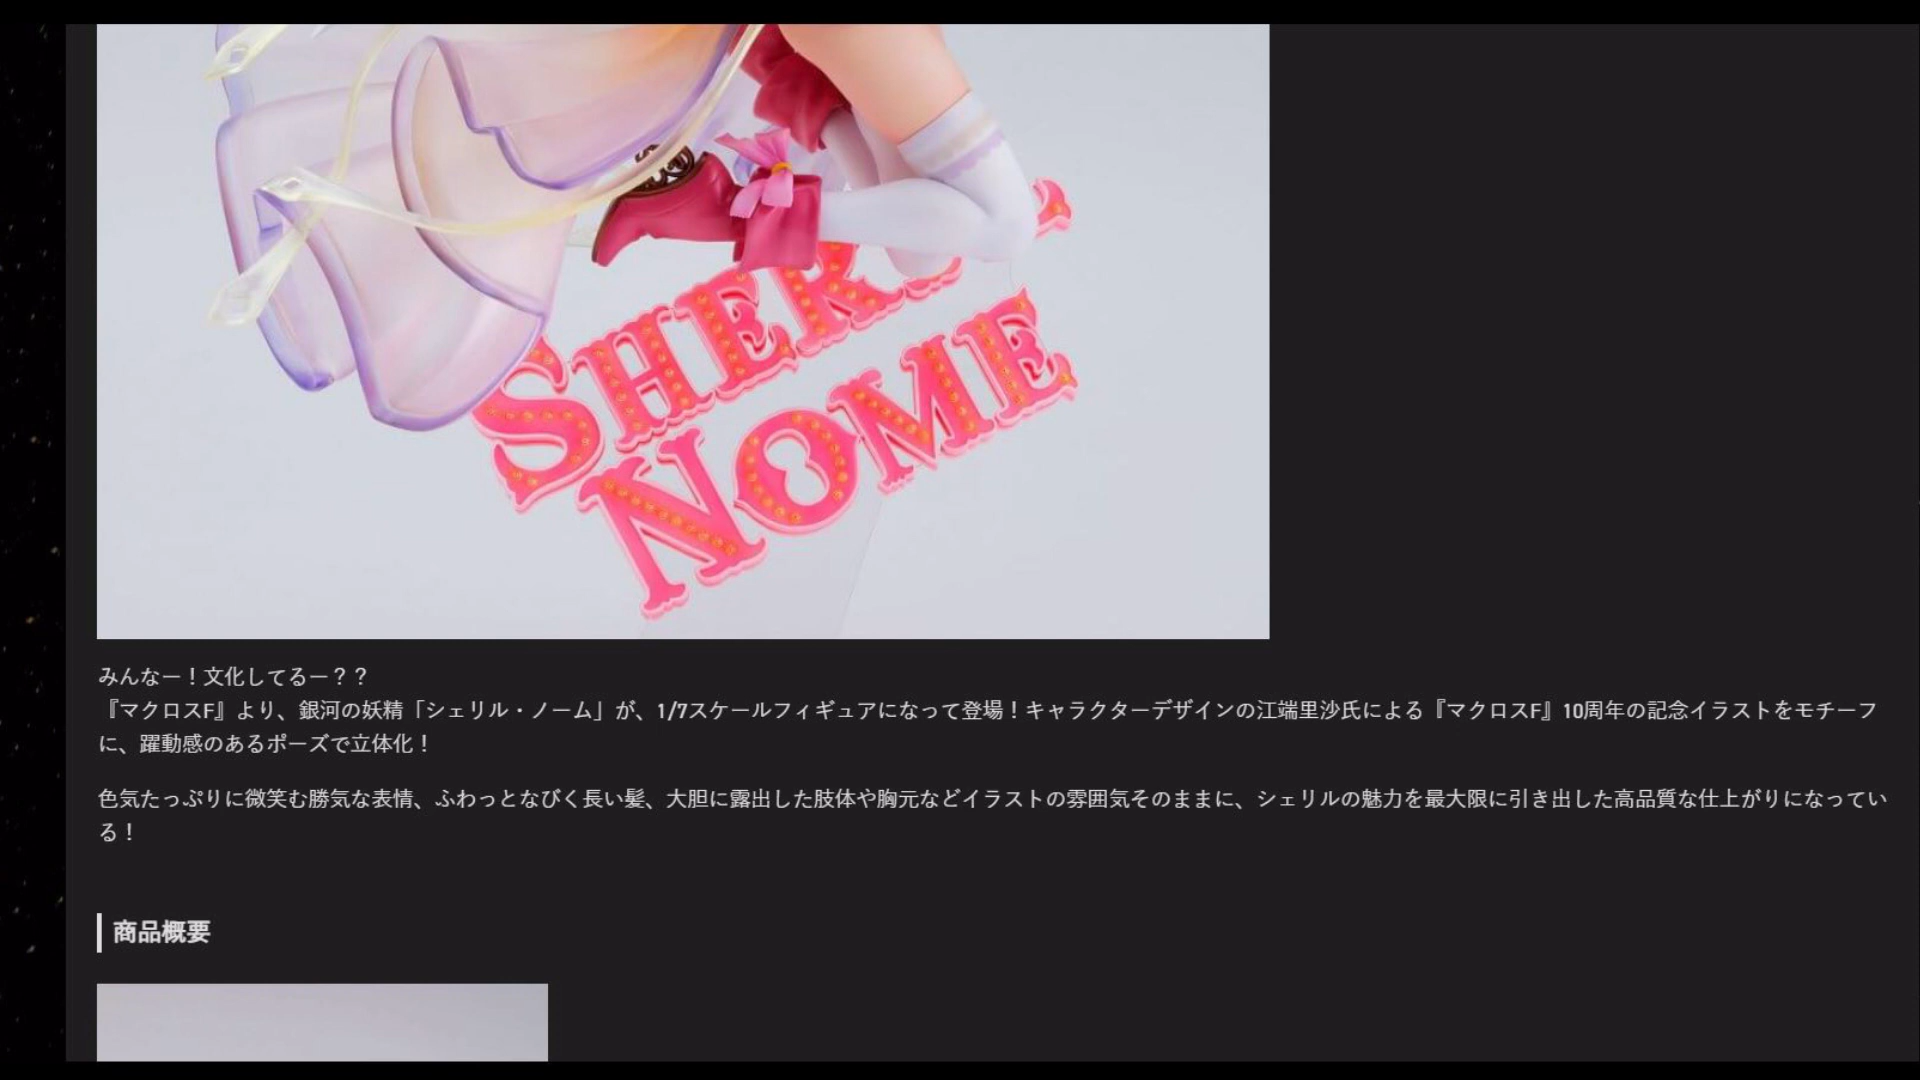 SHERYL
NOME
みんなー！文化してるー？？
『マクロスF』より、銀河の妖精「シェリル・ノーム」が、1/7スケールフィギュアになって登場！キャラクターデザインの江端里沙氏による『マクロスF』10周年の記念イラストをモチーフ
に、躍動感のあるポーズで立体化！
色気たっぷりに微笑む勝気な表情、ふわっとなびく長い髪、大胆に露出した肢体や胸元などイラストの雰囲気そのままに、シェリルの魅力を最大限に引き出した高品質な仕上がりになってい
る！
商品概要